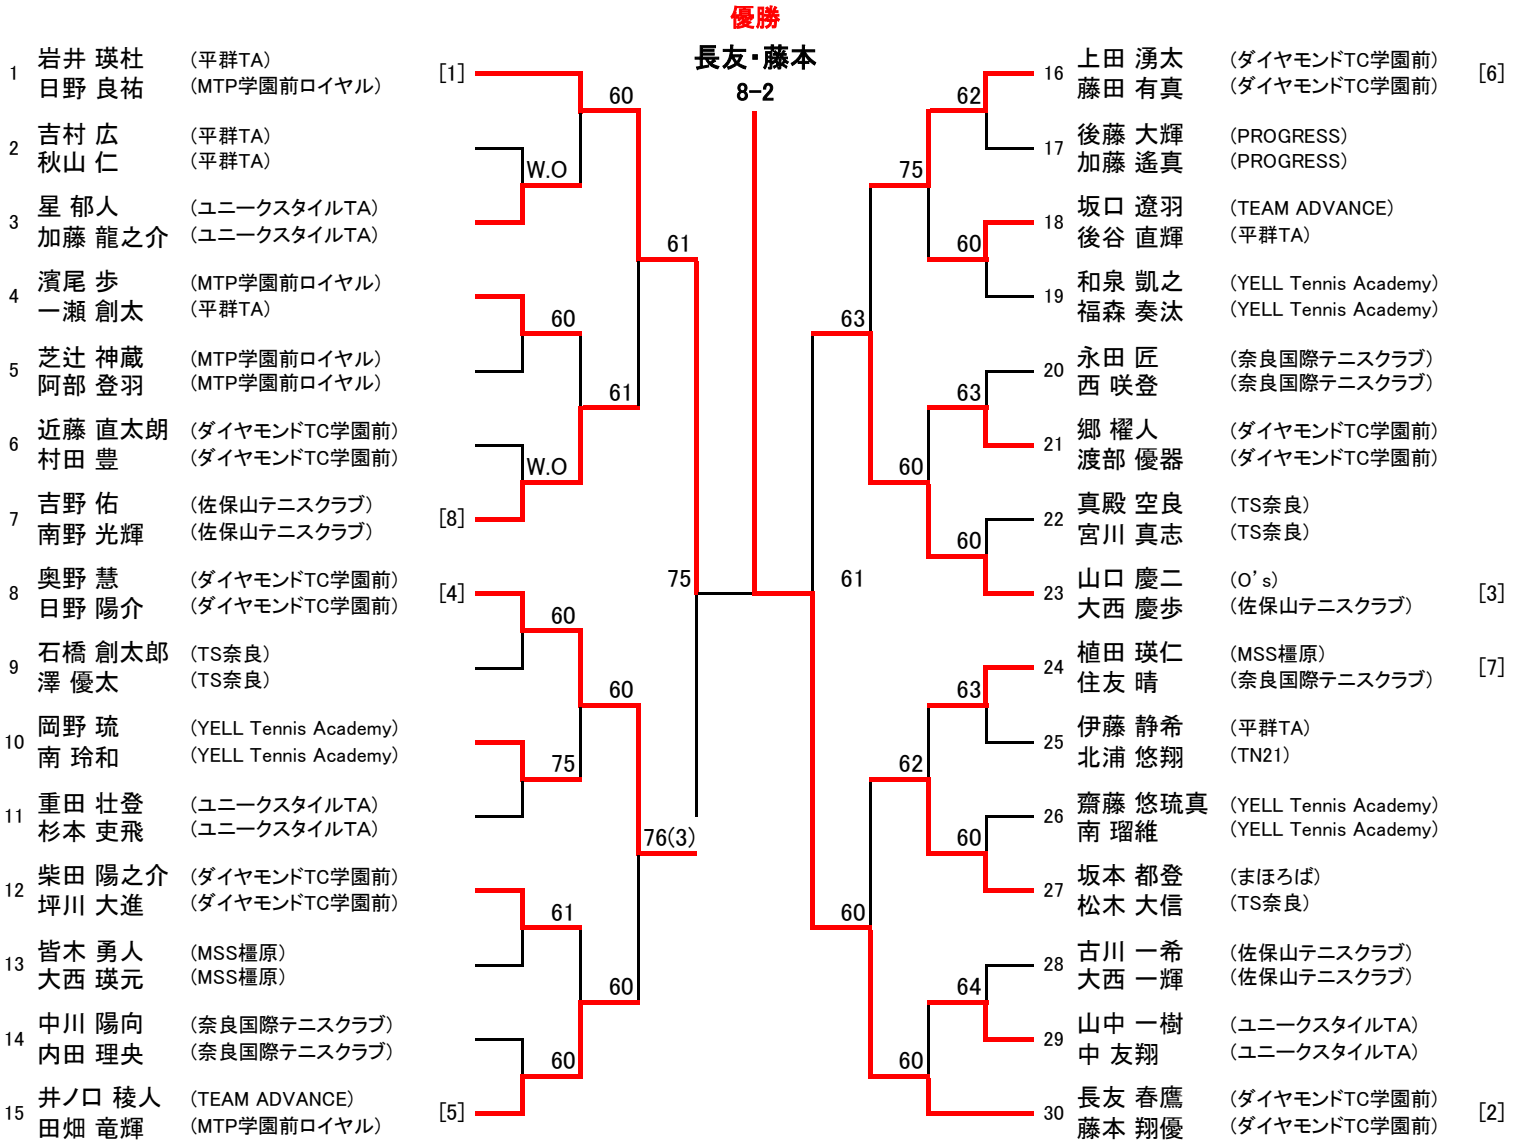 優勝
長友・藤本
8-2
1 岩井 瑛杜 (平群TA) [1]
日野 良祐 (MTP学園前ロイヤル)
60
2 吉村 広 (平群TA)
秋山 仁 (平群TA)
W.O
3 星 郁人 (ユニークスタイルTA)
加藤 龍之介 (ユニークスタイルTA)
61
4 濱尾 歩 (MTP学園前ロイヤル)
一瀬 創太 (平群TA)
60
5 芝辻 神蔵 (MTP学園前ロイヤル)
阿部 登羽 (MTP学園前ロイヤル)
61
6 近藤 直太朗 (ダイヤモンドTC学園前)
村田 豊 (ダイヤモンドTC学園前)
W.O
7 吉野 佑 (佐保山テニスクラブ) [8]
南野 光輝 (佐保山テニスクラブ)
75
8 奥野 慧 (ダイヤモンドTC学園前) [4]
日野 陽介 (ダイヤモンドTC学園前)
60
9 石橋 創太郎 (TS奈良)
澤 優太 (TS奈良)
60
10 岡野 琉 (YELL Tennis Academy)
南 玲和 (YELL Tennis Academy)
75
11 重田 壮登 (ユニークスタイルTA)
杉本 吏飛 (ユニークスタイルTA)
76(3)
12 柴田 陽之介 (ダイヤモンドTC学園前)
坪川 大進 (ダイヤモンドTC学園前)
61
13 皆木 勇人 (MSS橿原)
大西 瑛元 (MSS橿原)
60
14 中川 陽向 (奈良国際テニスクラブ)
内田 理央 (奈良国際テニスクラブ)
60
15 井ノ口 稜人 (TEAM ADVANCE) [5]
田畑 竜輝 (MTP学園前ロイヤル)
16 上田 湧太 (ダイヤモンドTC学園前) [6]
藤田 有真 (ダイヤモンドTC学園前)
62
17 後藤 大輝 (PROGRESS)
加藤 遙真 (PROGRESS)
75
18 坂口 遼羽 (TEAM ADVANCE)
後谷 直輝 (平群TA)
60
19 和泉 凱之 (YELL Tennis Academy)
福森 奏汰 (YELL Tennis Academy)
63
20 永田 匠 (奈良国際テニスクラブ)
西 咲登 (奈良国際テニスクラブ)
63
21 郷 櫂人 (ダイヤモンドTC学園前)
渡部 優器 (ダイヤモンドTC学園前)
60
22 真殿 空良 (TS奈良)
宮川 真志 (TS奈良)
60
23 山口 慶二 (O's) [3]
大西 慶歩 (佐保山テニスクラブ)
61
24 植田 瑛仁 (MSS橿原) [7]
住友 晴 (奈良国際テニスクラブ)
63
25 伊藤 静希 (平群TA)
北浦 悠翔 (TN21)
62
26 齋藤 悠琉真 (YELL Tennis Academy)
南 瑠維 (YELL Tennis Academy)
60
27 坂本 都登 (まほろば)
松木 大信 (TS奈良)
60
28 古川 一希 (佐保山テニスクラブ)
大西 一輝 (佐保山テニスクラブ)
64
29 山中 一樹 (ユニークスタイルTA)
中 友翔 (ユニークスタイルTA)
60
30 長友 春鷹 (ダイヤモンドTC学園前) [2]
藤本 翔優 (ダイヤモンドTC学園前)